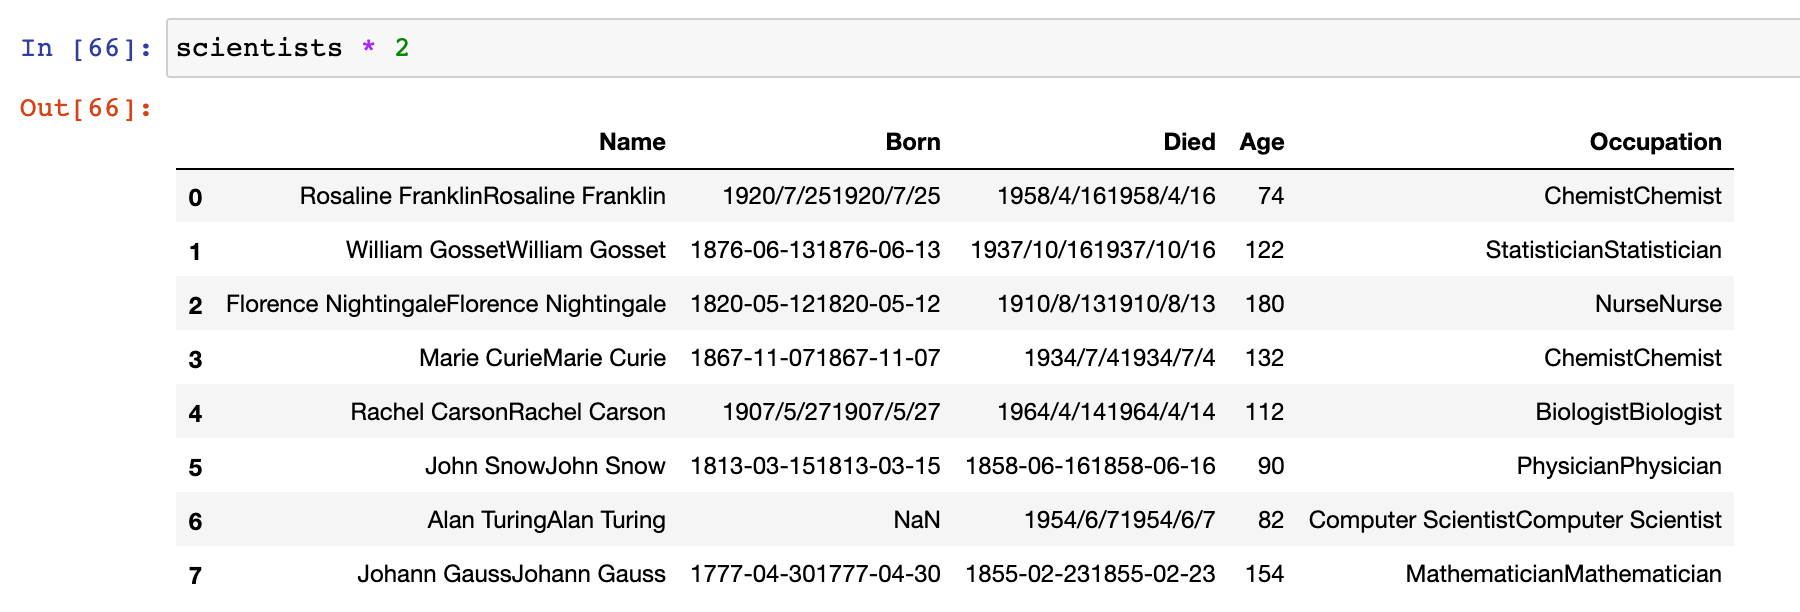 In [66]: scientists * 2
Out[66]:
Name Born Died Age Occupation
0 Rosaline FranklinRosaline Franklin 1920/7/251920/7/25 1958/4/161958/4/16 74 ChemistChemist
1 William GossetWilliam Gosset 1876-06-131876-06-13 1937/10/161937/10/16 122 StatisticianStatistician
2 Florence NightingaleFlorence Nightingale 1820-05-121820-05-12 1910/8/131910/8/13 180 NurseNurse
3 Marie CurieMarie Curie 1867-11-071867-11-07 1934/7/41934/7/4 132 ChemistChemist
4 Rachel CarsonRachel Carson 1907/5/271907/5/27 1964/4/141964/4/14 112 BiologistBiologist
5 John SnowJohn Snow 1813-03-151813-03-15 1858-06-161858-06-16 90 PhysicianPhysician
6 Alan TuringAlan Turing NaN 1954/6/71954/6/7 82 Computer ScientistComputer Scientist
7 Johann GaussJohann Gauss 1777-04-301777-04-30 1855-02-231855-02-23 154 MathematicianMathematician